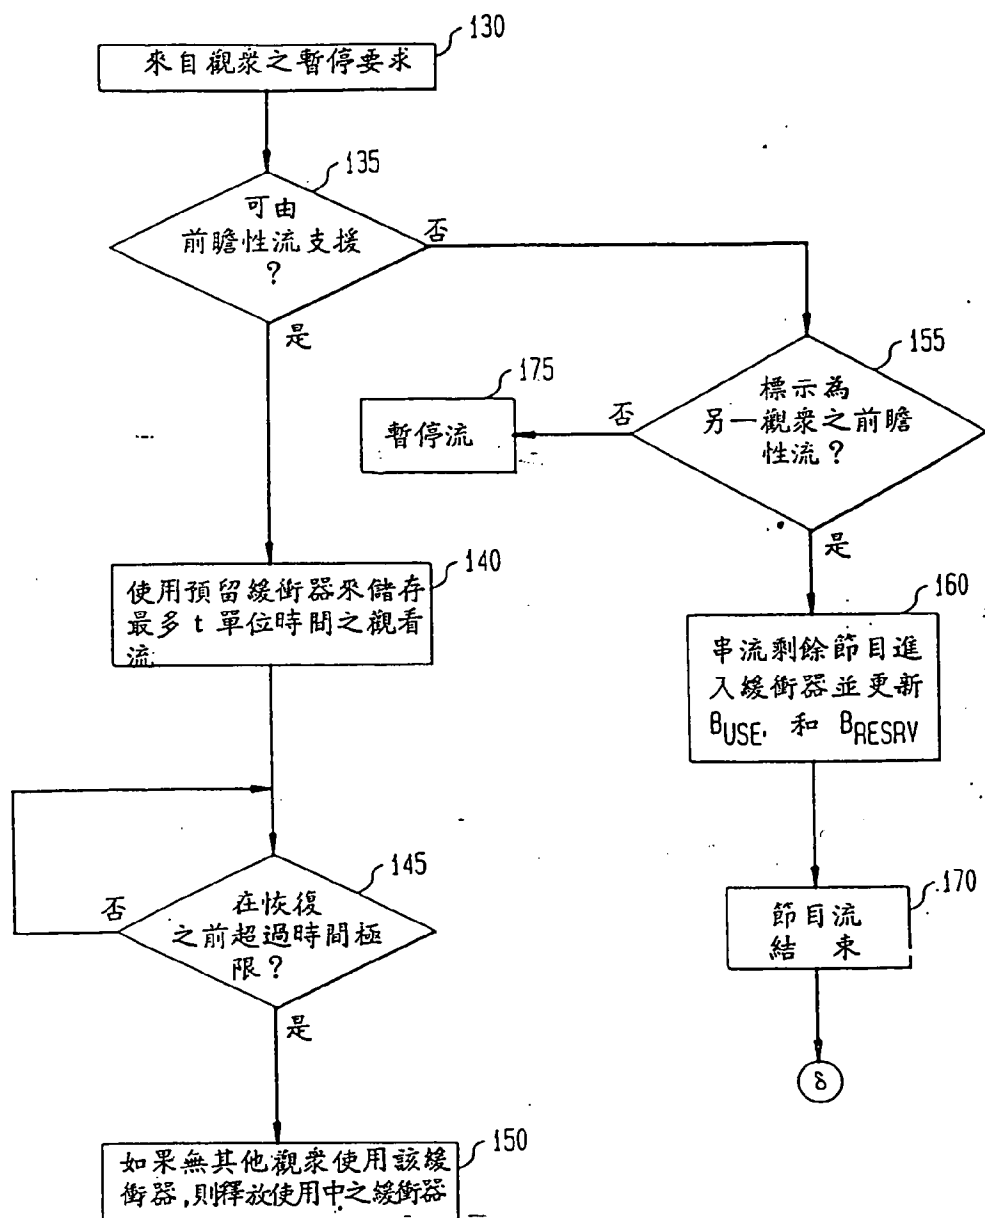 130
來自觀衆之暫停要求
135
可由
前瞻性流支援
?
否
是
155
標示為
另一觀衆之前瞻
性流?
否
是
175
暫停流
140
使用預留緩衝器來儲存
最多 t 單位時間之觀看
流
160
串流剩餘節目進
入緩衝器並更新
BUSE. 和 BRESRV
145
在恢復
之前超過時間極
限?
否
是
170
節目流
結 束
δ
150
如果無其他觀衆使用該緩
衝器,則釋放使用中之緩衝器